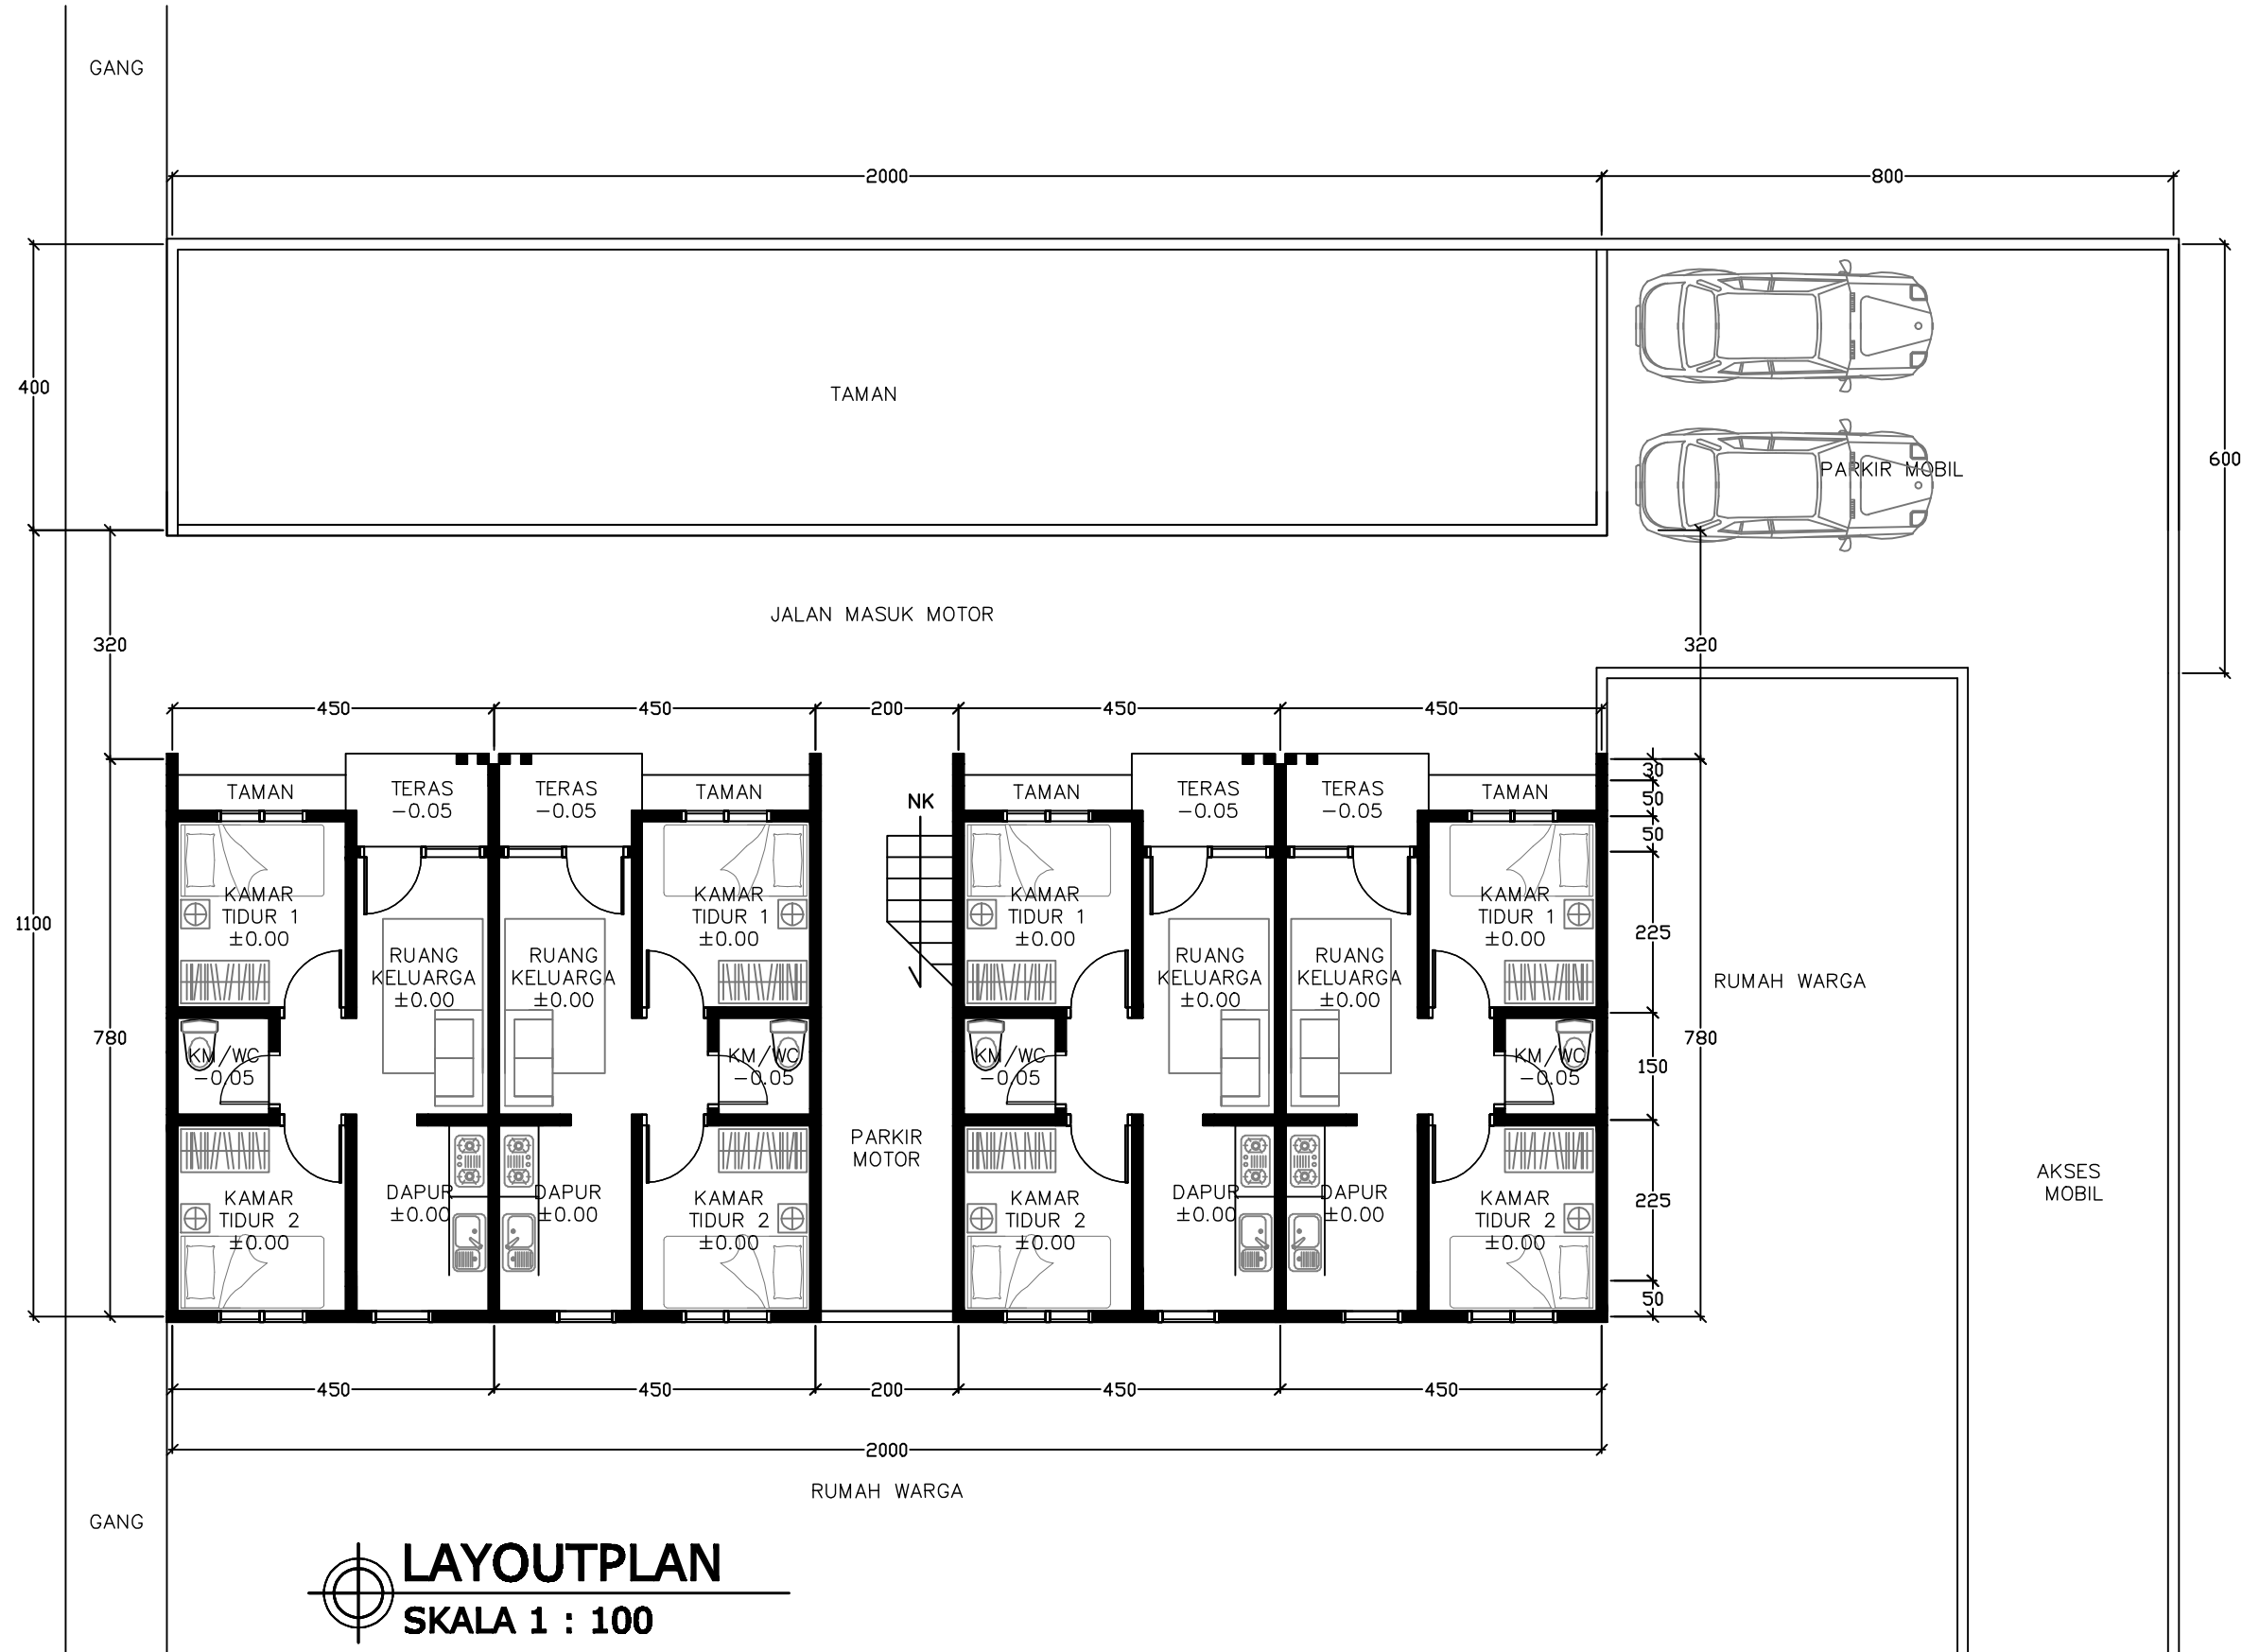 GANG
2000
800
400
TAMAN
PARKIR MOBIL
600
JALAN MASUK MOTOR
320
320
450
450
200
450
450
TAMAN
TERAS
-0.05
TERAS
-0.05
TAMAN
NK
TAMAN
TERAS
-0.05
TERAS
-0.05
TAMAN
30
50
50
1100
KAMAR
TIDUR 1
±0.00
RUANG
KELUARGA
±0.00
RUANG
KELUARGA
±0.00
KAMAR
TIDUR 1
±0.00
KAMAR
TIDUR 1
±0.00
RUANG
KELUARGA
±0.00
RUANG
KELUARGA
±0.00
KAMAR
TIDUR 1
±0.00
225
RUMAH WARGA
780
KM/WC
-0.05
KM/WC
-0.05
KM/WC
-0.05
KM/WC
-0.05
150
780
PARKIR
MOTOR
AKSES
MOBIL
KAMAR
TIDUR 2
±0.00
DAPUR
±0.00
DAPUR
±0.00
KAMAR
TIDUR 2
±0.00
KAMAR
TIDUR 2
±0.00
DAPUR
±0.00
DAPUR
±0.00
KAMAR
TIDUR 2
±0.00
225
50
450
450
200
450
450
2000
RUMAH WARGA
GANG
LAYOUTPLAN
SKALA 1 : 100